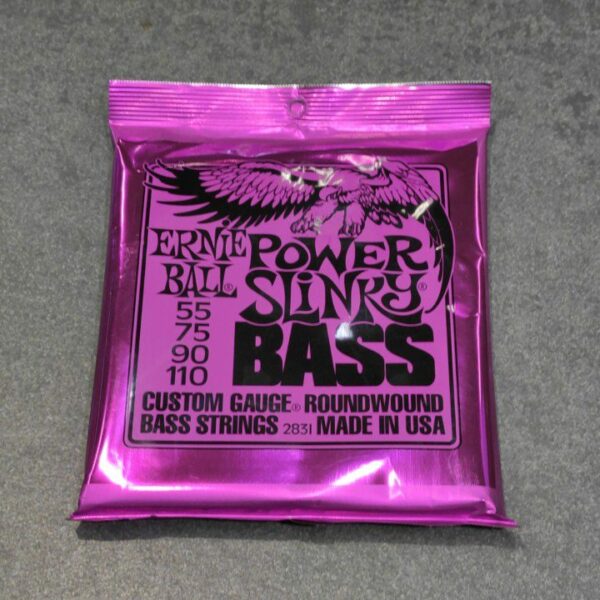 ERNIE BALL®
POWER SLINKY®
BASS
55
75
90
110
CUSTOM GAUGE® ROUNDWOUND
BASS STRINGS 2831 MADE IN USA